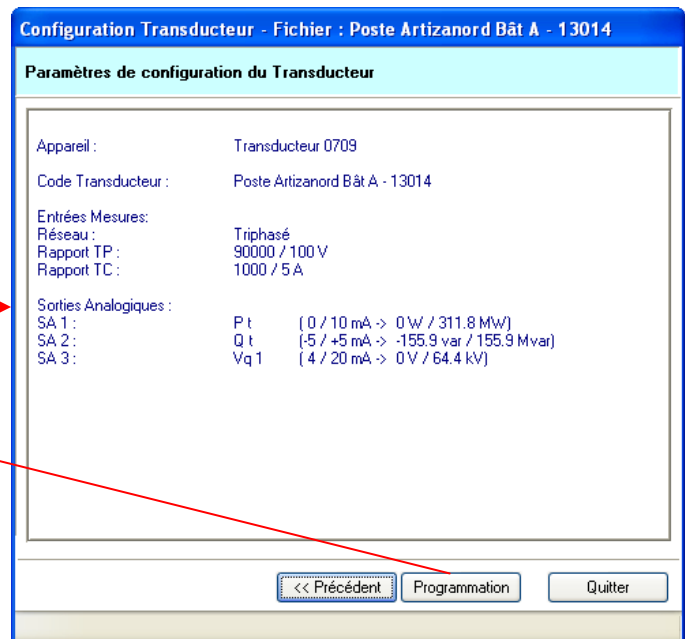 Configuration Transducteur - Fichier : Poste Artizanord Bât A - 13014
Paramètres de configuration du Transducteur
Appareil : Transducteur 0709
Code Transducteur : Poste Artizanord Bât A - 13014
Entrées Mesures:
Réseau : Triphasé
Rapport TP : 90000 / 100 V
Rapport TC : 1000 / 5 A
Sorties Analogiques :
SA 1 : P t ( 0 / 10 mA -> 0 W / 311.8 MW)
SA 2 : Q t (-5 / +5 mA -> -155.9 var / 155.9 Mvar)
SA 3 : Vq 1 ( 4 / 20 mA -> 0 V / 64.4 kV)
<< Précédent Programmation Quitter